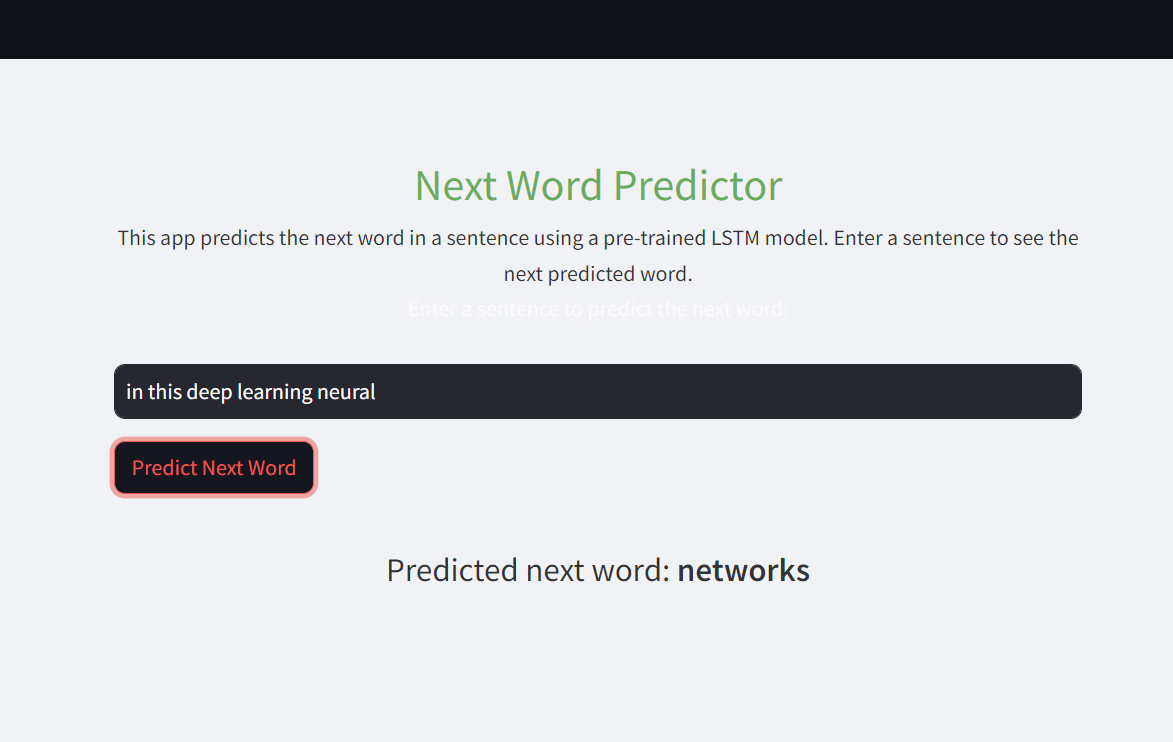 Next Word Predictor
This app predicts the next word in a sentence using a pre-trained LSTM model. Enter a sentence to see the
next predicted word.
Enter a sentence to predict the next word:
in this deep learning neural
Predict Next Word
Predicted next word: networks